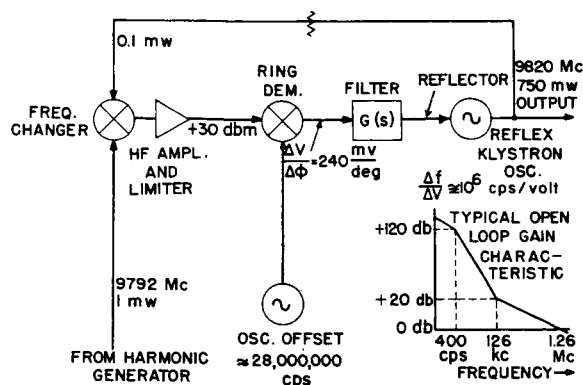 0.1 mw
9820 Mc
750 mw
OUTPUT
RING
DEM.
FILTER
REFLECTOR
FREQ.
CHANGER
+30 dbm
G(s)
HF AMPL.
AND
LIMITER
ΔV/Δϕ =240 mv/deg
REFLEX
KLYSTRON
OSC.
Δf/ΔV ≈10⁶ cps/volt
TYPICAL OPEN
LOOP GAIN
CHARAC-
TERISTIC
+120 db
+20 db
0 db
400
cps
126
kc
1.26
Mc
FREQUENCY→
9792 Mc
1 mw
OSC. OFFSET
≈28,000,000
CDS
FROM HARMONIC
GENERATOR